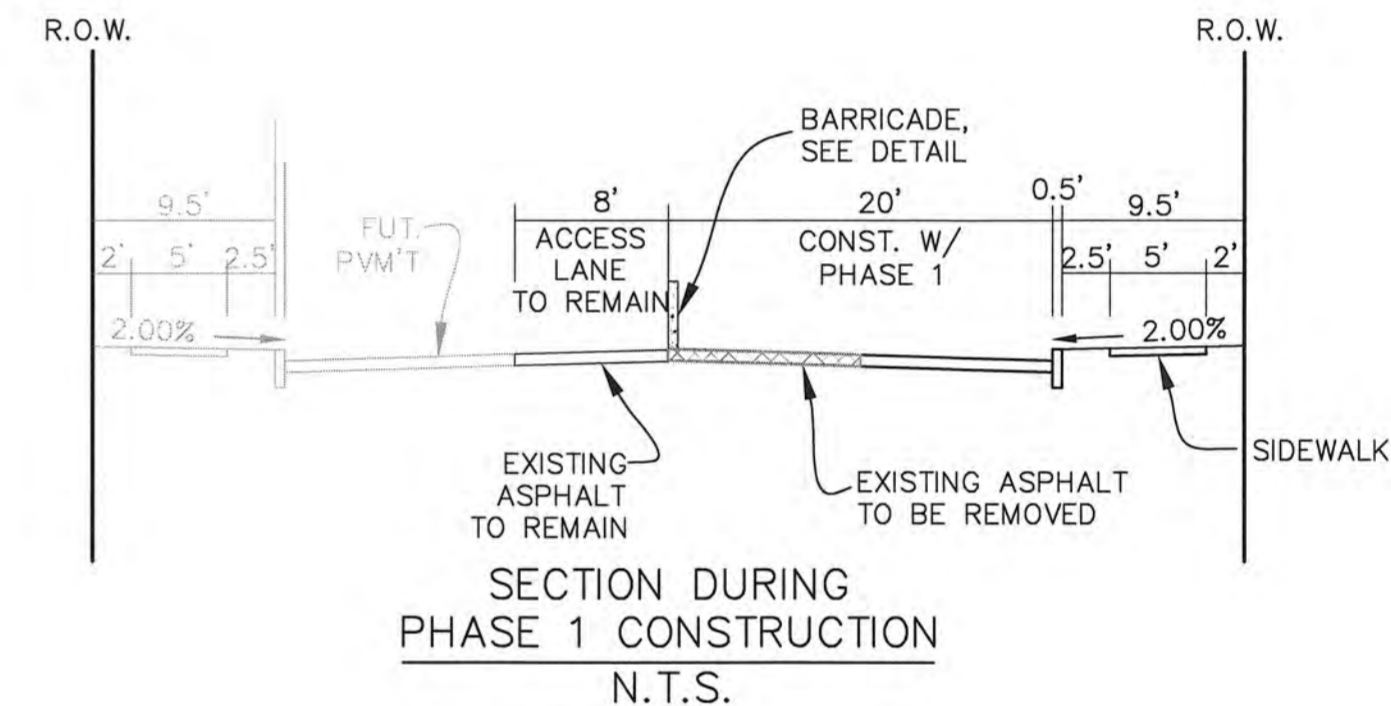 R.O.W.
R.O.W.
BARRICADE,
SEE DETAIL
9.5'
8'
20'
0.5'
9.5'
FUT.
PVM'T
ACCESS
LANE
TO REMAIN
CONST. W/
PHASE 1
2'
5'
2.5'
2.5'
5'
2'
2.00%
2.00%
EXISTING
ASPHALT
TO REMAIN
EXISTING ASPHALT
TO BE REMOVED
SIDEWALK
SECTION DURING
PHASE 1 CONSTRUCTION
N.T.S.